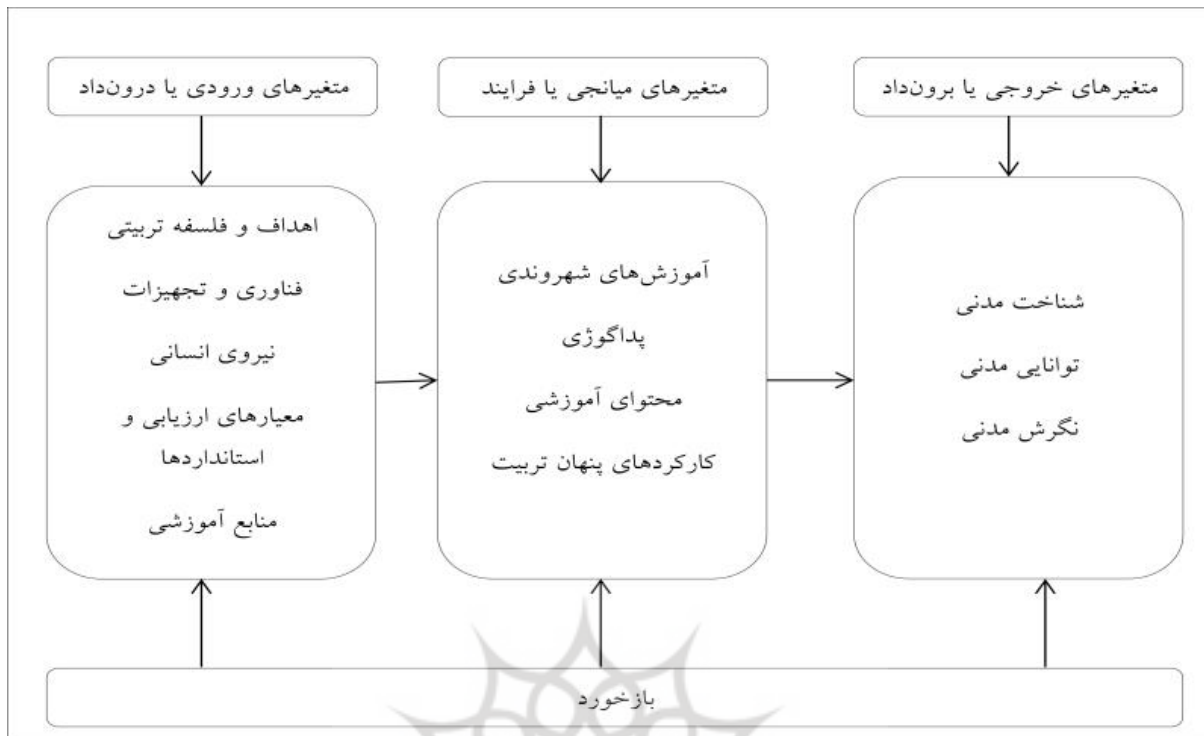 متغیرهای ورودی یا درون‌داد
متغیرهای میانجی یا فرایند
متغیرهای خروجی یا برون‌داد
اهداف و فلسفه تربیتی
فناوری و تجهیزات
نیروی انسانی
معیارهای ارزیابی و
استانداردها
منابع آموزشی
آموزش‌های شهروندی
پداگوژی
محتوای آموزشی
کارکردهای پنهان تربیت
شناخت مدنی
توانایی مدنی
نگرش مدنی
بازخورد